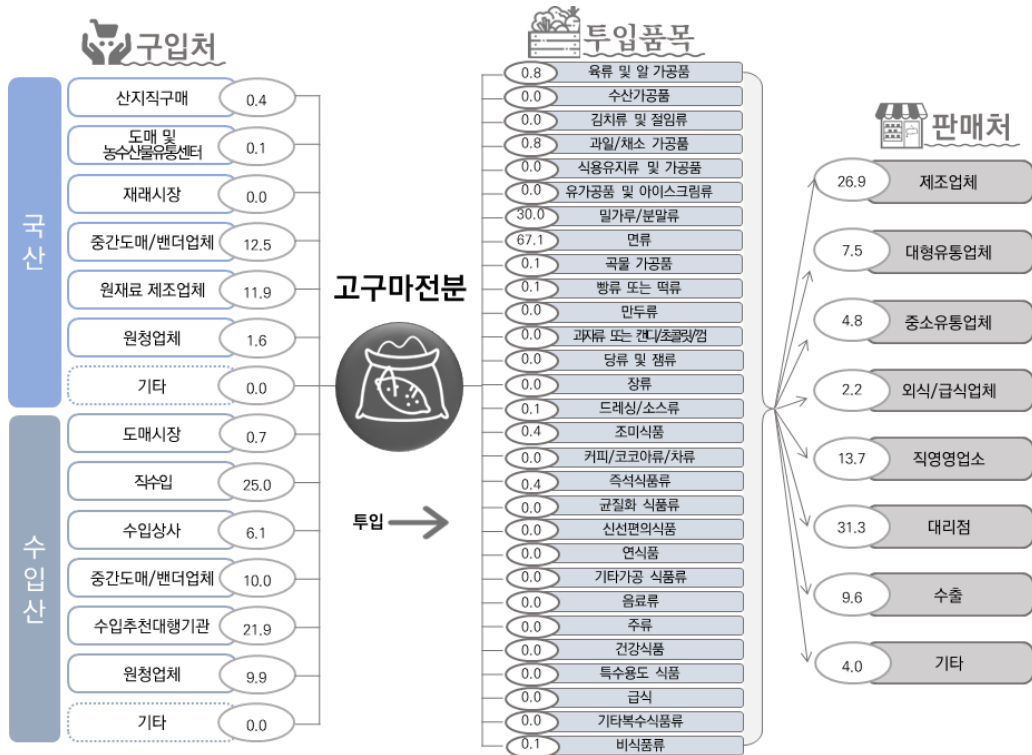 구입처
국산
산지직구매 0.4
도매 및
농수산물유통센터 0.1
재래시장 0.0
중간도매/밴더업체 12.5
원재료 제조업체 11.9
원청업체 1.6
기타 0.0
수입산
도매시장 0.7
직수입 25.0
수입상사 6.1
중간도매/밴더업체 10.0
수입추천대행기관 21.9
원청업체 9.9
기타 0.0
고구마전분
투입
투입품목
0.8 육류 및 알 가공품
0.0 수산가공품
0.0 김치류 및 절임류
0.8 과일/채소 가공품
0.0 식용유지류 및 가공품
0.0 유가공품 및 아이스크림류
30.0 밀가루/분말류
67.1 면류
0.1 곡물 가공품
0.1 빵류 또는 떡류
0.0 만두류
0.0 과자류 또는 캔디/초콜릿/껌
0.0 당류 및 잼류
0.0 장류
0.1 드레싱/소스류
0.4 조미식품
0.0 커피/코코아류/차류
0.4 즉석식품류
0.0 균질화 식품류
0.0 신선편의식품
0.0 연식품
0.0 기타가공 식품류
0.0 음료류
0.0 주류
0.0 건강식품
0.0 특수용도 식품
0.0 급식
0.0 기타복수식품류
0.1 비식품류
판매처
26.9 제조업체
7.5 대형유통업체
4.8 중소유통업체
2.2 외식/급식업체
13.7 직영영업소
31.3 대리점
9.6 수출
4.0 기타